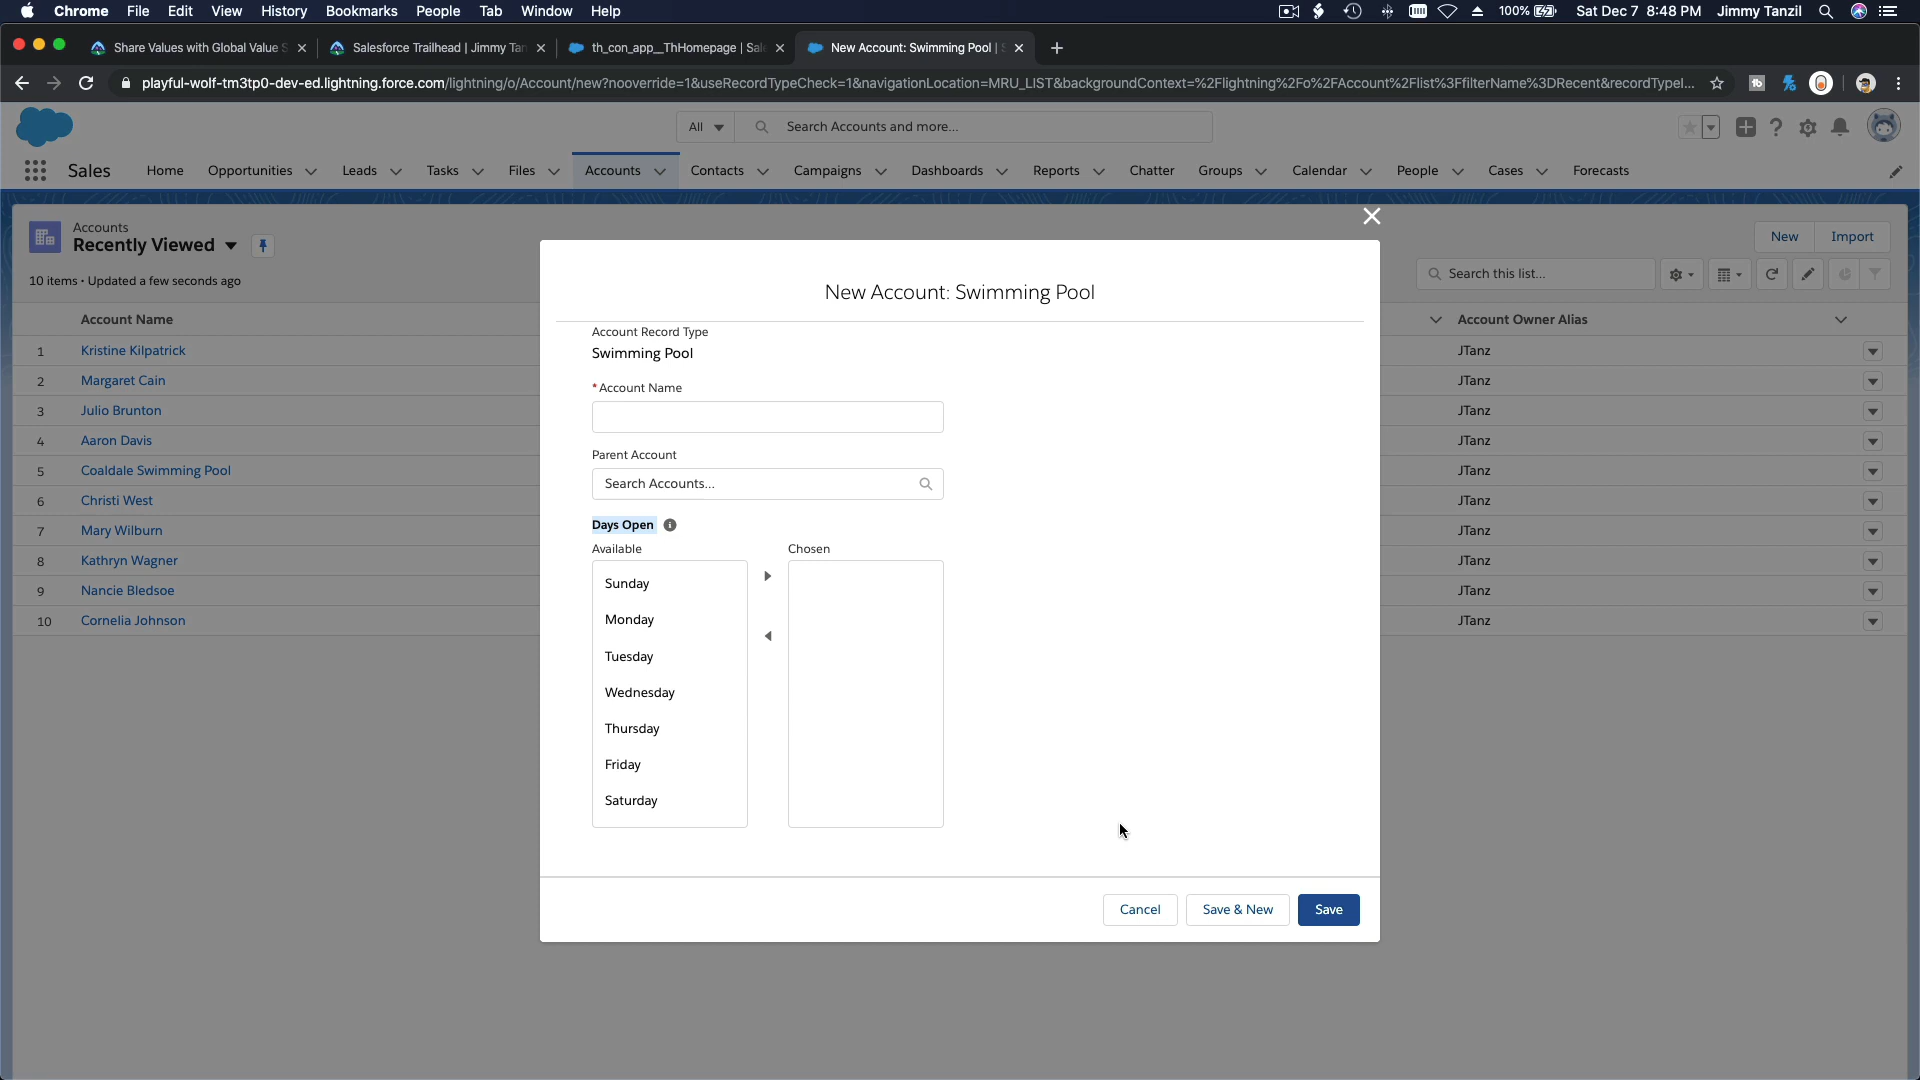 Chrome File Edit View History Bookmarks People Tab Window Help 100% Sat Dec 7 8:48 PM Jimmy Tanzil
Share Values with Global Value S Salesforce Trailhead | Jimmy Tan th_con_app__ThHomepage | Sal New Account: Swimming Pool | S
playful-wolf-tm3tp0-dev-ed.lightning.force.com/lightning/o/Account/new?nooverride=1&useRecordTypeCheck=1&navigationLocation=MRU_LIST&backgroundContext=%2Flightning%2Fo%2FAccount%2Flist%3FfilterName%3DRecent&recordTypeI...
All Search Accounts and more...
Sales Home Opportunities Leads Tasks Files Accounts Contacts Campaigns Dashboards Reports Chatter Groups Calendar People Cases Forecasts
Accounts
Recently Viewed
New Import
10 items • Updated a few seconds ago
Search this list...
Account Name
Account Owner Alias
1 Kristine Kilpatrick JTanz
2 Margaret Cain JTanz
3 Julio Brunton JTanz
4 Aaron Davis JTanz
5 Coaldale Swimming Pool JTanz
6 Christi West JTanz
7 Mary Wilburn JTanz
8 Kathryn Wagner JTanz
9 Nancie Bledsoe JTanz
10 Cornelia Johnson JTanz
New Account: Swimming Pool
Account Record Type
Swimming Pool
* Account Name
Parent Account
Search Accounts...
Days Open
Available Chosen
Sunday
Monday
Tuesday
Wednesday
Thursday
Friday
Saturday
Cancel Save & New Save